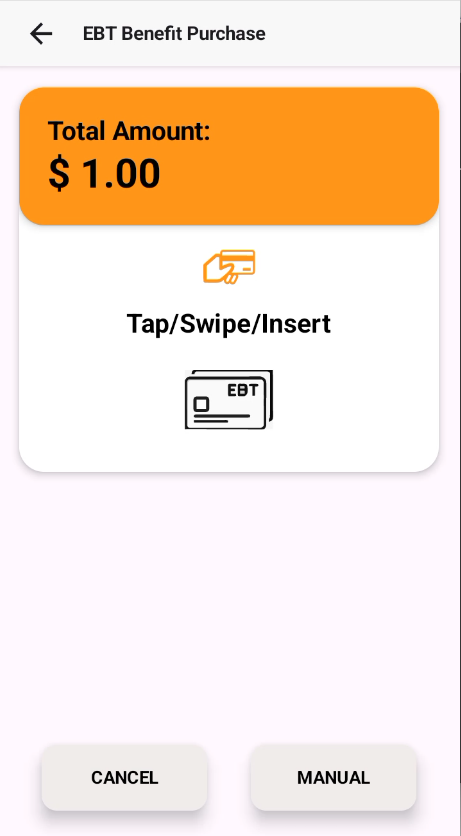 EBT Benefit Purchase
Total Amount:
$ 1.00
Tap/Swipe/Insert
EBT
CANCEL
MANUAL